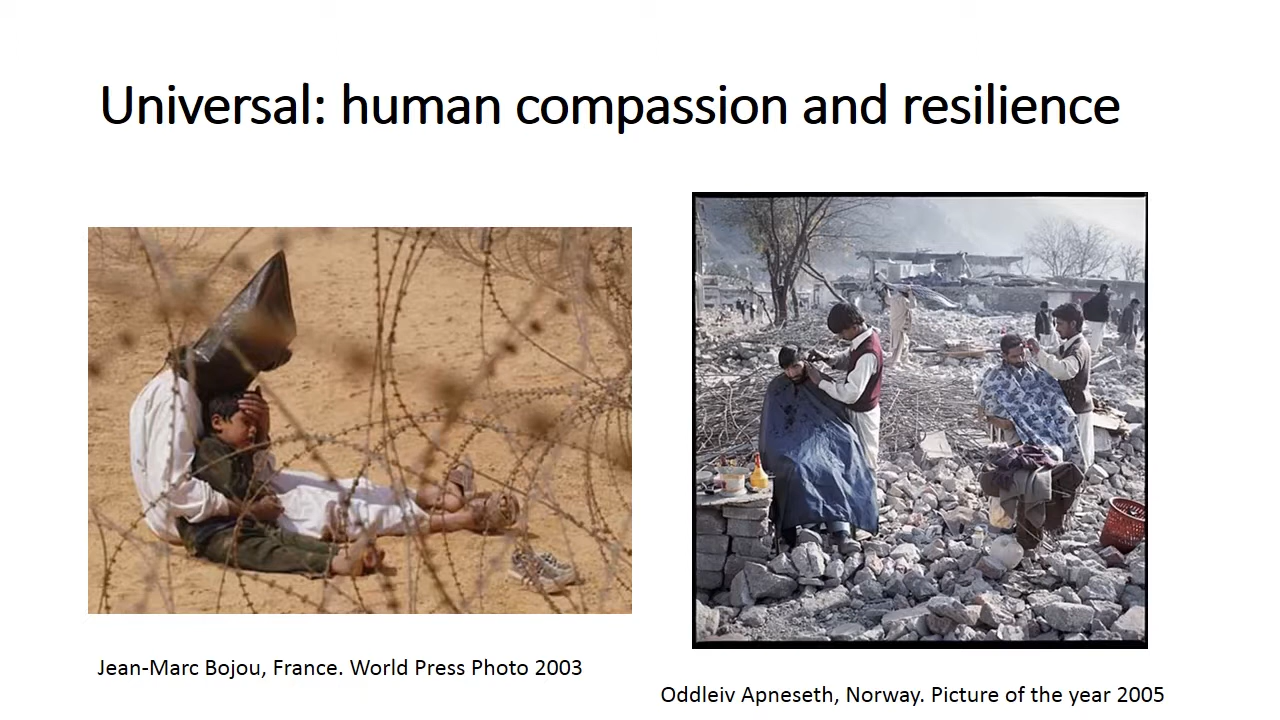 Universal: human compassion and resilience
Jean-Marc Bojou, France. World Press Photo 2003
Oddleiv Apneseth, Norway. Picture of the year 2005